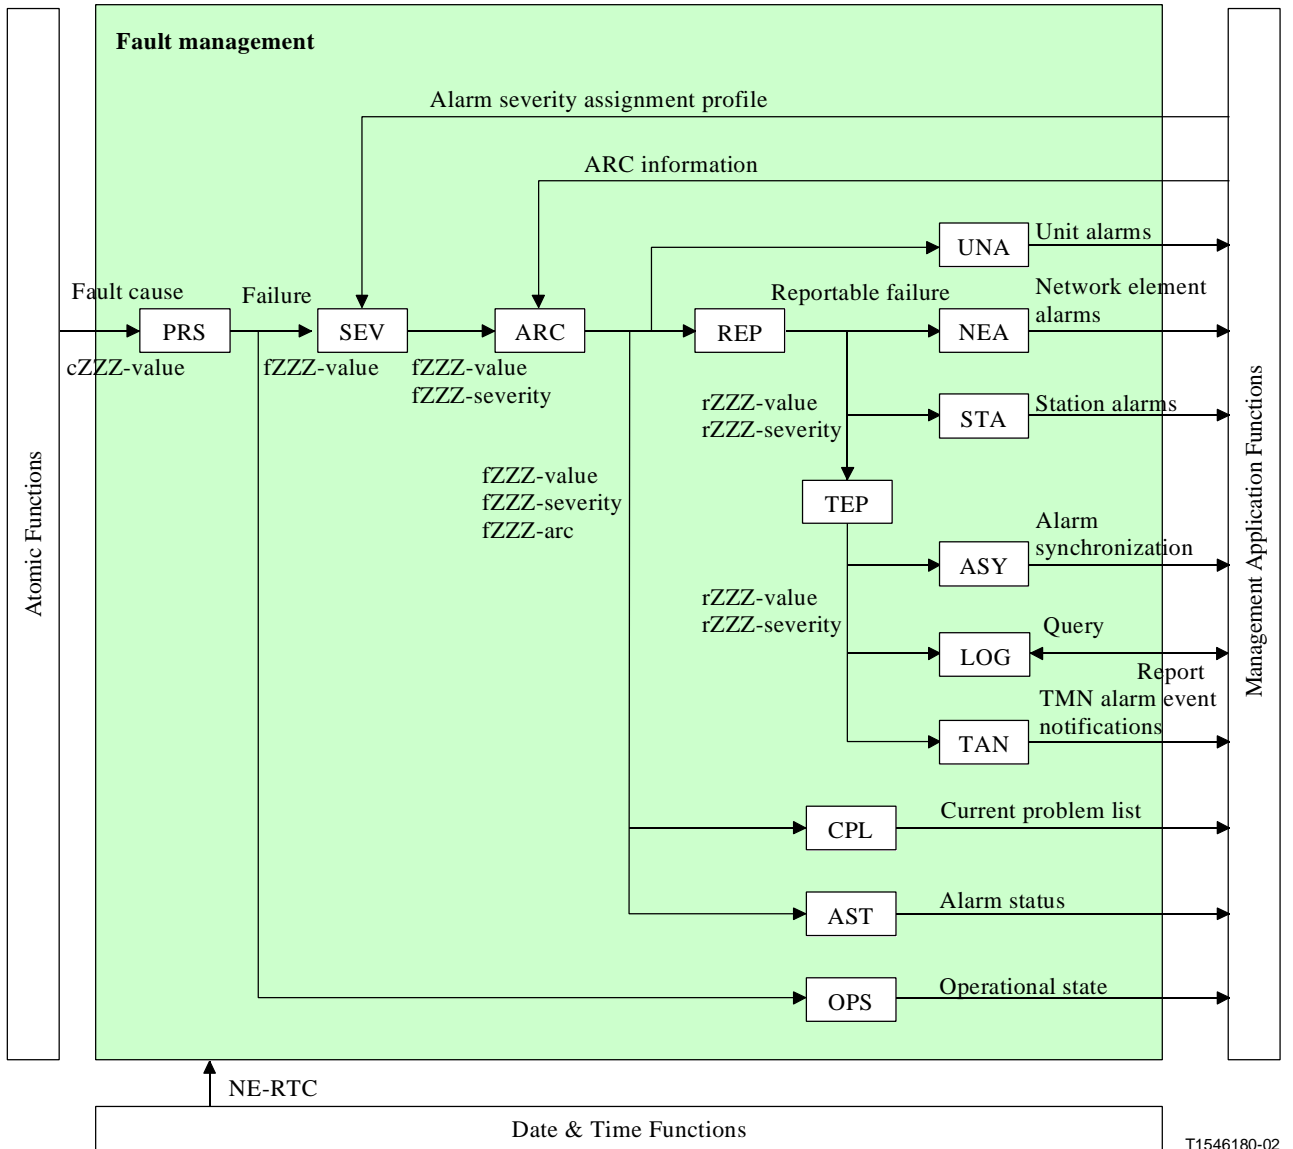 Fault management
Alarm severity assignment profile
ARC information
UNA
Unit alarms
Fault cause
Failure
Reportable failure
Network element
alarms
PRS
SEV
ARC
REP
NEA
cZZZ-value
fZZZ-value
fZZZ-value
fZZZ-severity
rZZZ-value
rZZZ-severity
STA
Station alarms
fZZZ-value
fZZZ-severity
fZZZ-arc
TEP
Alarm
synchronization
ASY
rZZZ-value
rZZZ-severity
Query
LOG
Report
TMN alarm event
notifications
TAN
Current problem list
CPL
Alarm status
AST
Operational state
OPS
Atomic Functions
Management Application Functions
NE-RTC
Date & Time Functions
T1546180-02